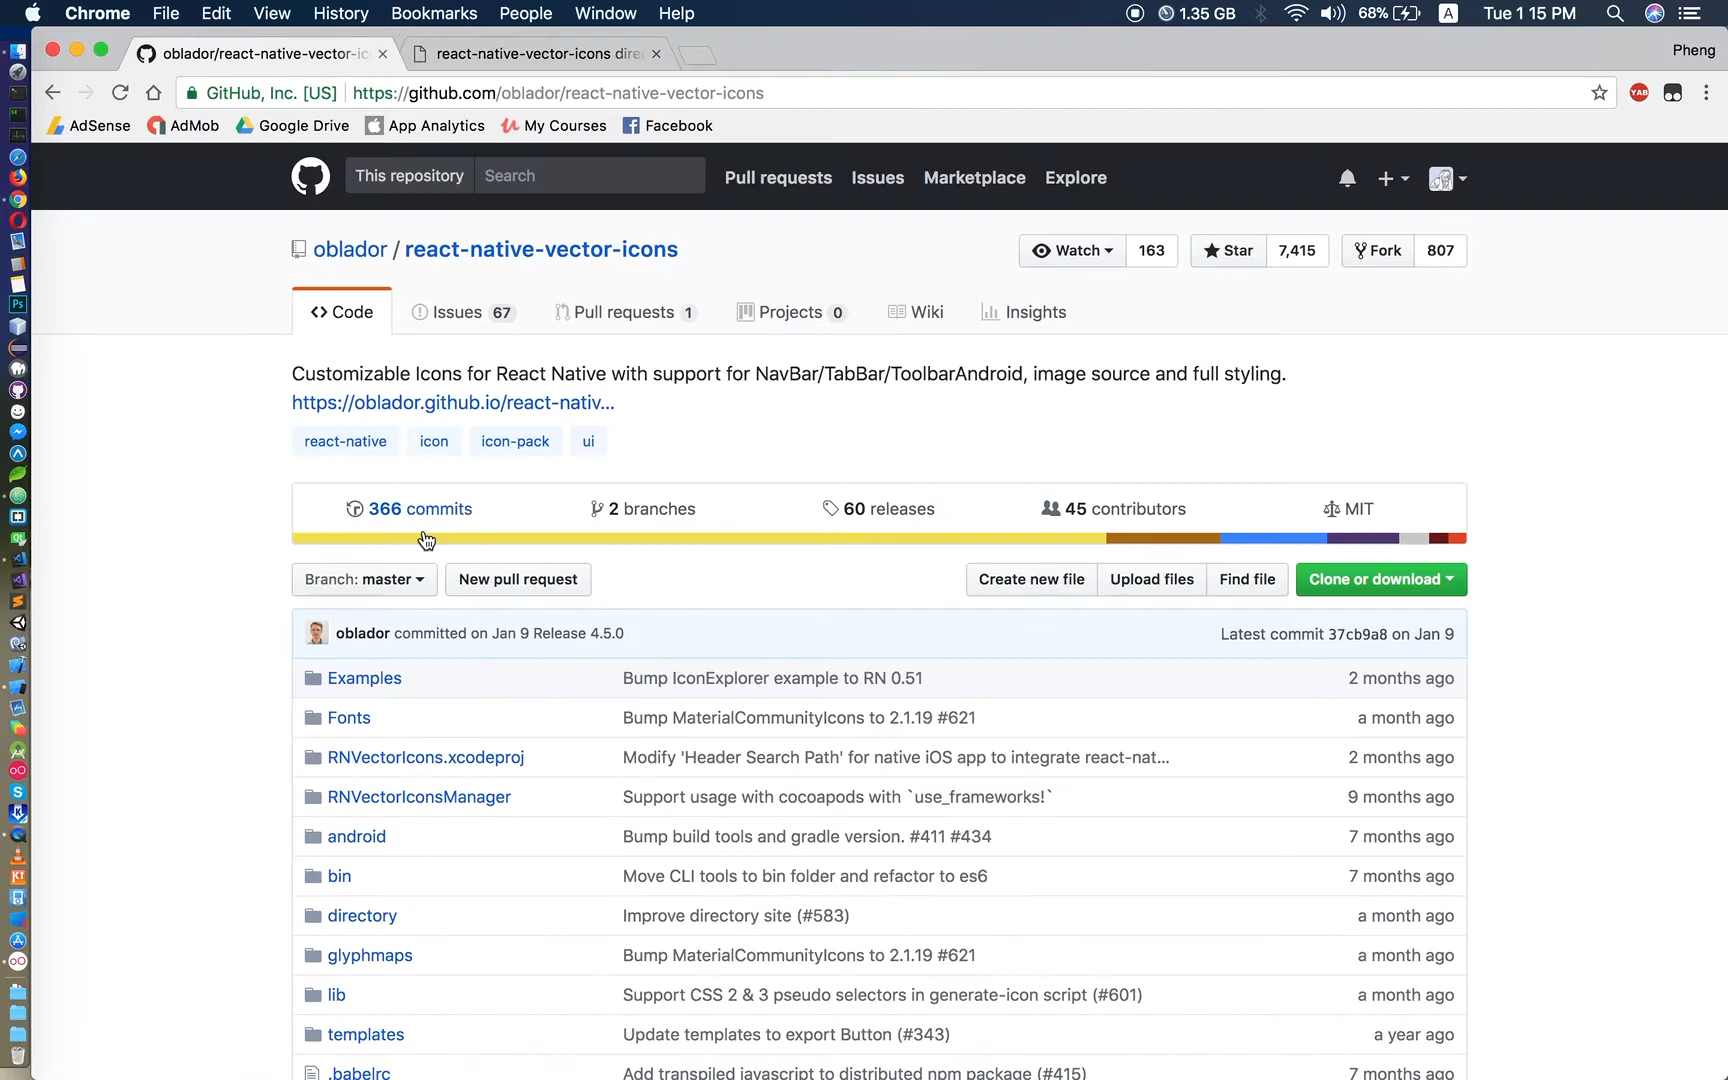 Chrome File Edit View History Bookmarks People Window Help 1.35 GB 68% A Tue 1 15 PM
oblador/react-native-vector-ic react-native-vector-icons dire Pheng
GitHub, Inc. [US] https://github.com/oblador/react-native-vector-icons YAB
AdSense AdMob Google Drive App Analytics My Courses Facebook
This repository Search Pull requests Issues Marketplace Explore
oblador / react-native-vector-icons Watch 163 Star 7,415 Fork 807
Code Issues 67 Pull requests 1 Projects 0 Wiki Insights
Customizable Icons for React Native with support for NavBar/TabBar/ToolbarAndroid, image source and full styling.
https://oblador.github.io/react-nativ...
react-native icon icon-pack ui
366 commits 2 branches 60 releases 45 contributors MIT
Branch: master New pull request Create new file Upload files Find file Clone or download
oblador committed on Jan 9 Release 4.5.0 Latest commit 37cb9a8 on Jan 9
Examples Bump IconExplorer example to RN 0.51 2 months ago
Fonts Bump MaterialCommunityIcons to 2.1.19 #621 a month ago
RNVectorIcons.xcodeproj Modify 'Header Search Path' for native iOS app to integrate react-nat... 2 months ago
RNVectorIconsManager Support usage with cocoapods with `use_frameworks!` 9 months ago
android Bump build tools and gradle version. #411 #434 7 months ago
bin Move CLI tools to bin folder and refactor to es6 7 months ago
directory Improve directory site (#583) a month ago
glyphmaps Bump MaterialCommunityIcons to 2.1.19 #621 a month ago
lib Support CSS 2 & 3 pseudo selectors in generate-icon script (#601) a month ago
templates Update templates to export Button (#343) a year ago
.babelrc Add transpiled javascript to distributed npm package (#415) 7 months ago